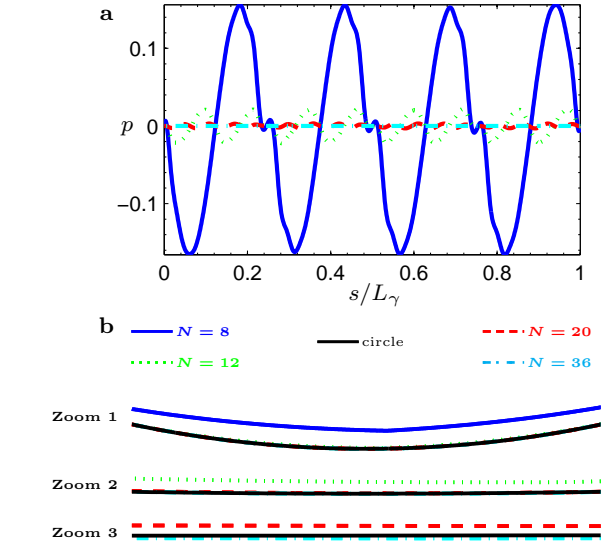 a
0.1
p
0
−0.1
0 0.2 0.4 0.6 0.8 1
s/Lγ
b
N = 8 circle N = 20
N = 12 N = 36
Zoom 1
Zoom 2
Zoom 3